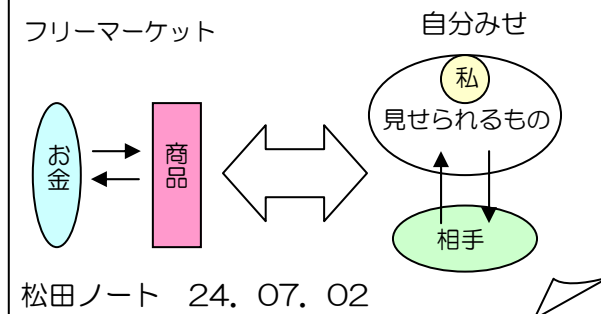 フリーマーケット
自分みせ
私
見せられるもの
お金
商品
相手
松田ノート　24．07．02